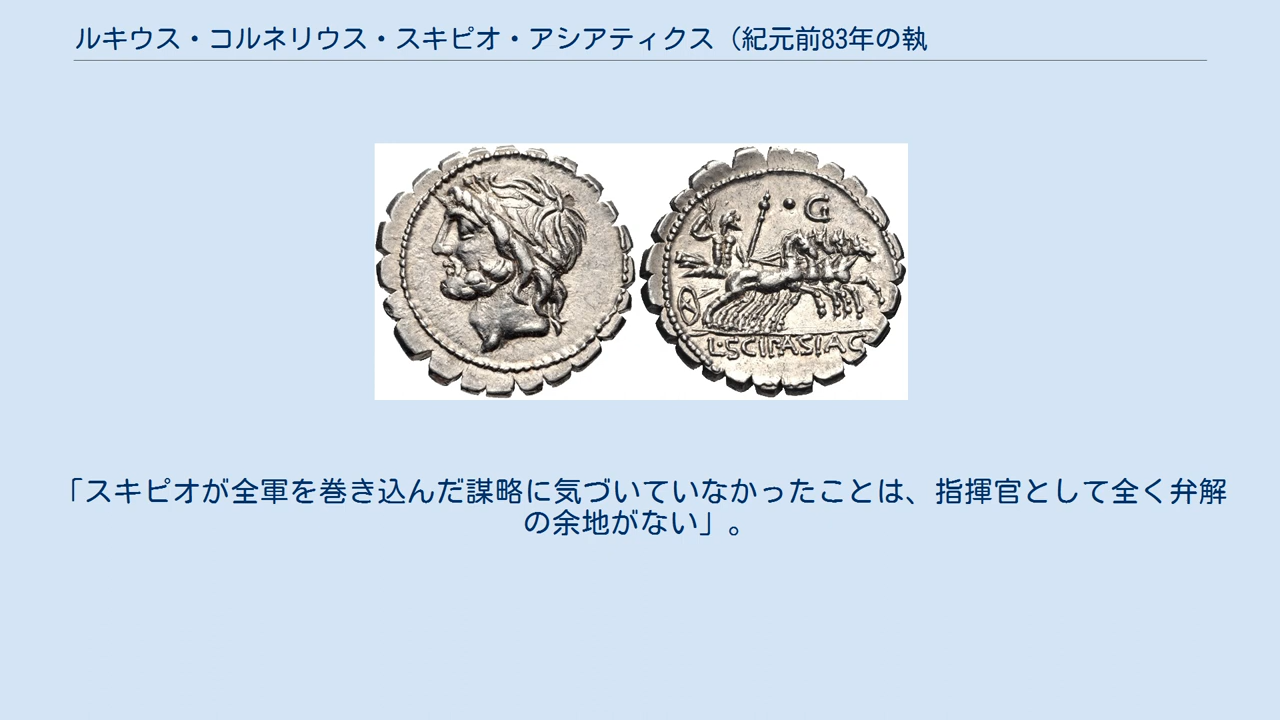 ルキウス・コルネリウス・スキピオ・アシアティクス（紀元前83年の執
·G
L·SCIP·ASIAG
「スキピオが全軍を巻き込んだ謀略に気づいていなかったことは、指揮官として全く弁解
の余地がない」。